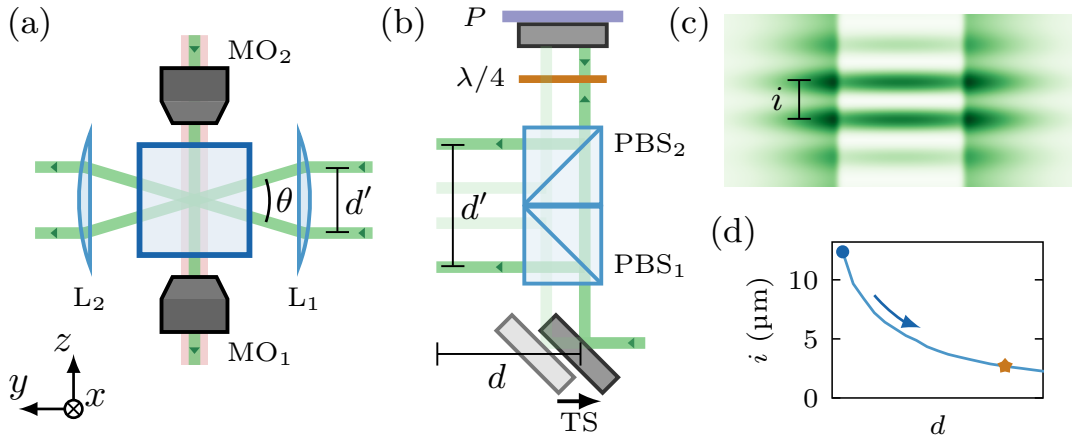 (a)
MO₂
L₂
θ
d′
L₁
MO₁
z
y
x
(b)
P
λ/4
PBS₂
d′
PBS₁
d
TS
(c)
i
(d)
i (µm)
10
5
0
d